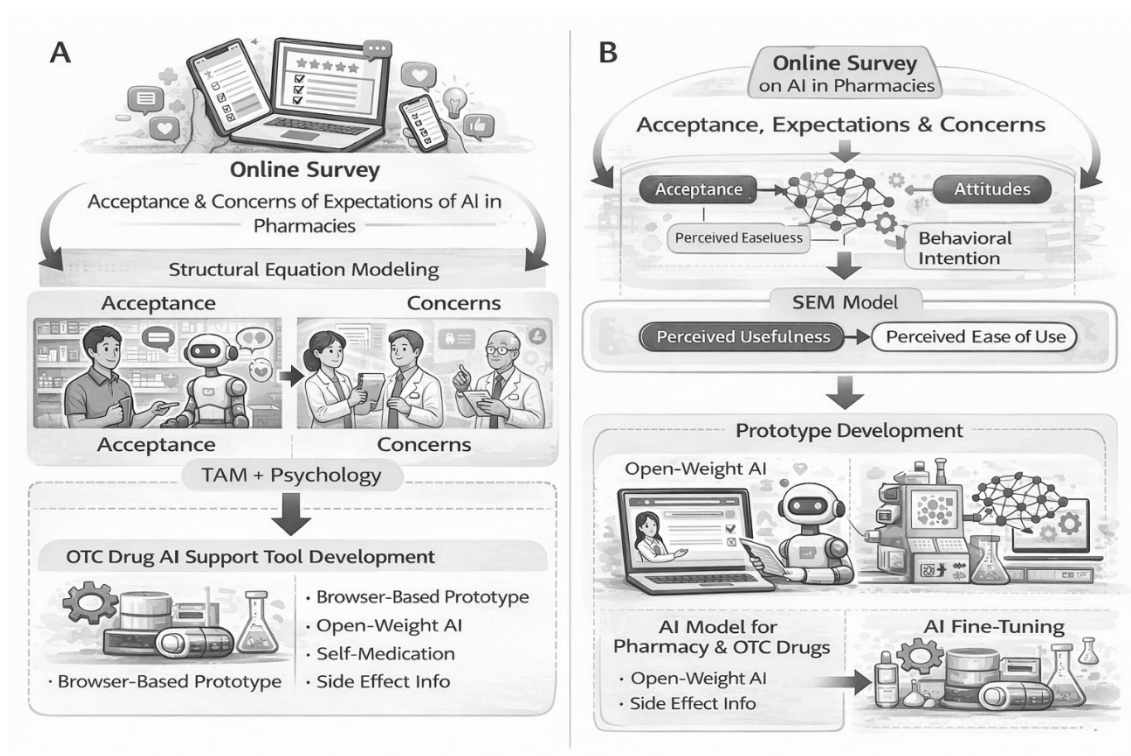 A
Online Survey
Acceptance & Concerns of Expectations of AI in
Pharmacies
Structural Equation Modeling
Acceptance
Concerns
Acceptance
Concerns
TAM + Psychology
OTC Drug AI Support Tool Development
· Browser-Based Prototype
· Browser-Based Prototype
· Open-Weight AI
· Self-Medication
· Side Effect Info
B
Online Survey
on AI in Pharmacies
Acceptance, Expectations & Concerns
Acceptance
Attitudes
Perceived Easeluess
Behavioral
Intention
SEM Model
Perceived Usefulness
Perceived Ease of Use
Prototype Development
Open-Weight AI
AI Model for
Pharmacy & OTC Drugs
· Open-Weight AI
· Side Effect Info
AI Fine-Tuning